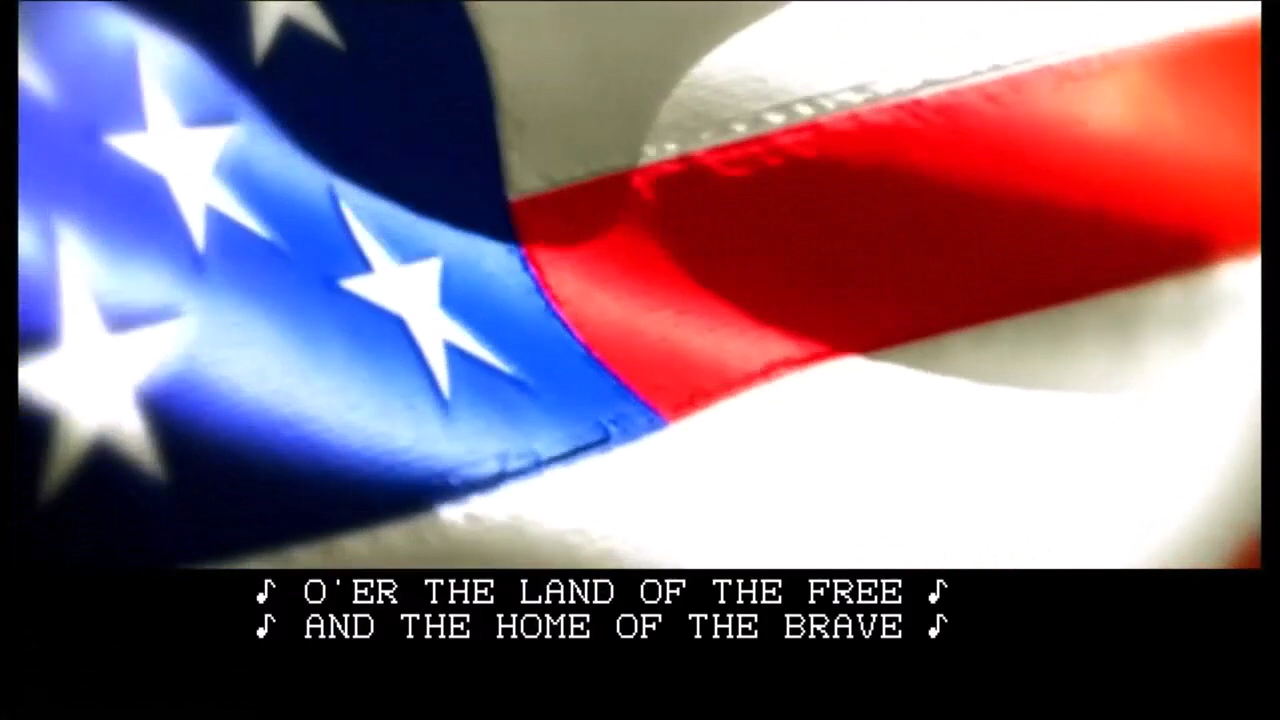 ♪ O'ER THE LAND OF THE FREE ♪
♪ AND THE HOME OF THE BRAVE ♪